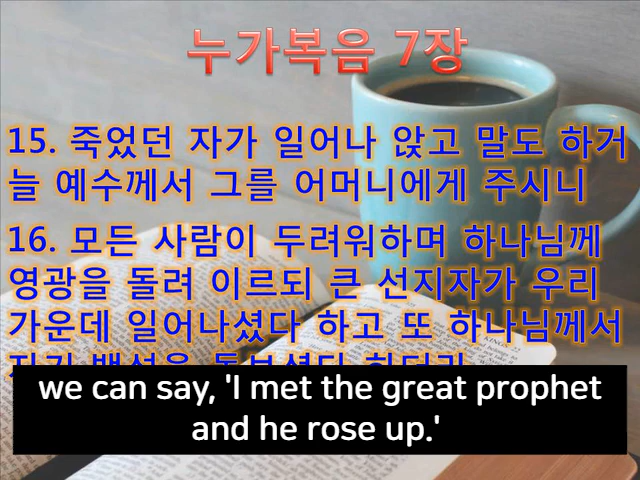 누가복음 7장
15. 죽었던 자가 일어나 앉고 말도 하거
늘 예수께서 그를 어머니에게 주시니
16. 모든 사람이 두려워하며 하나님께
영광을 돌려 이르되 큰 선지자가 우리
가운데 일어나셨다 하고 또 하나님께서
we can say, 'I met the great prophet
and he rose up.'